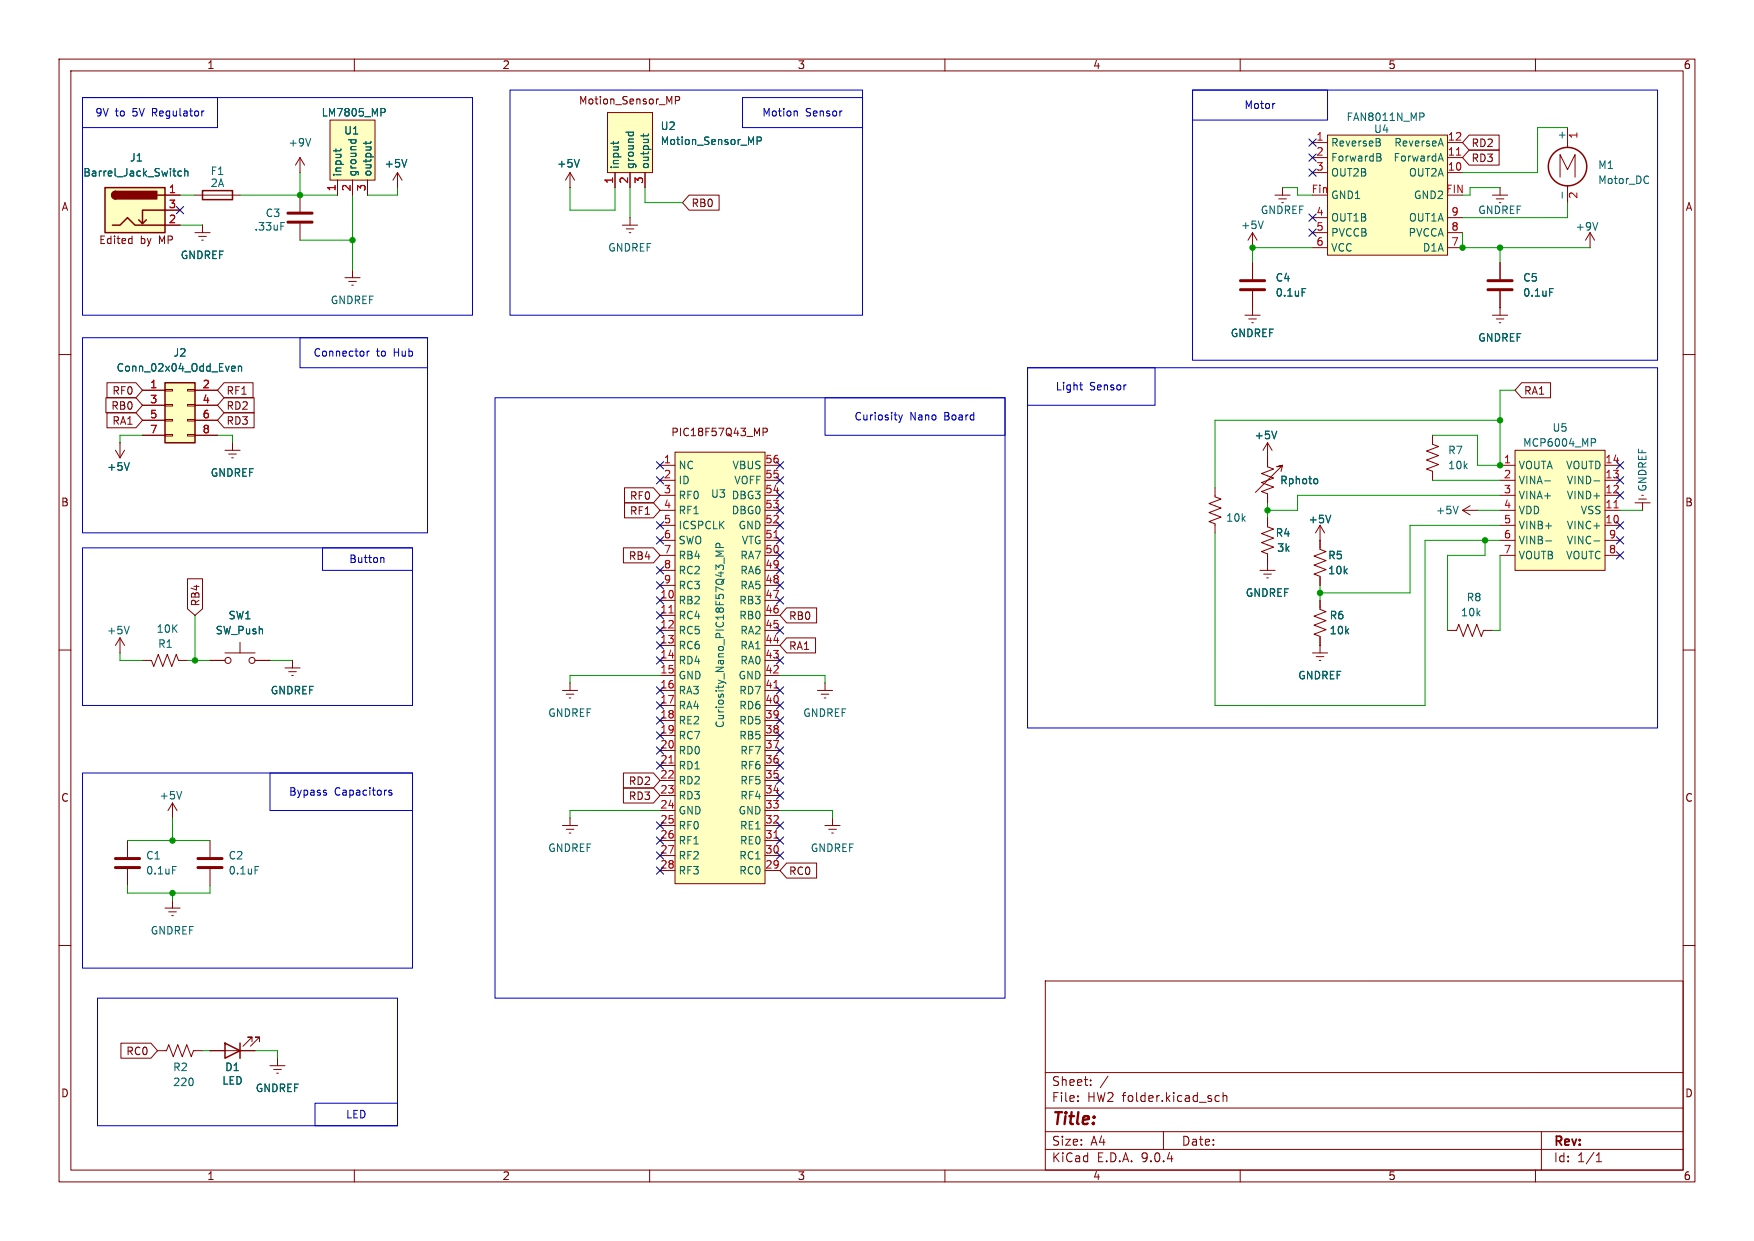 1 2 3 4 5 6
A
B
C
D
9V to 5V Regulator
J1
Barrel_Jack_Switch
1
3
2
Edited by MP
GNDREF
F1
2A
+9V
C3
.33uF
LM7805_MP
U1
input
ground
output
1 2 3
+5V
GNDREF
Motion_Sensor_MP
Motion Sensor
U2
Motion_Sensor_MP
input
ground
output
1 2 3
+5V
RB0
GNDREF
Motor
FAN8011N_MP
U4
1 ReverseB ReverseA 12 RD2
2 ForwardB ForwardA 11 RD3
3 OUT2B OUT2A 10
Fin GND1 GND2 FIN
4 OUT1B OUT1A 9
5 PVCCB PVCCA 8
6 VCC D1A 7
GNDREF
GNDREF
+5V
+9V
C4
0.1uF
GNDREF
C5
0.1uF
GNDREF
+ 1
M
- 2
M1
Motor_DC
Connector to Hub
J2
Conn_02x04_Odd_Even
RF0 1 2 RF1
RB0 3 4 RD2
RA1 5 6 RD3
7 8
+5V
GNDREF
Button
RB4
+5V
10K
R1
SW1
SW_Push
GNDREF
Bypass Capacitors
+5V
C1
0.1uF
C2
0.1uF
GNDREF
RC0
R2
220
D1
LED
GNDREF
LED
Curiosity Nano Board
PIC18F57Q43_MP
U3
Curiosity_Nano_PIC18F57Q43_MP
1 NC VBUS 56
2 ID VOFF 55
RF0 3 RF0 DBG3 54
RF1 4 RF1 DBG0 53
5 ICSPCLK GND 52
6 SWO VTG 51
RB4 7 RB4 RA7 50
8 RC2 RA6 49
9 RC3 RA5 48
10 RB2 RB3 47
11 RC4 RB0 46 RB0
12 RC5 RA2 45
13 RC6 RA1 44 RA1
14 RD4 RA0 43
15 GND GND 42
16 RA3 RD7 41
17 RA4 RD6 40
18 RE2 RD5 39
19 RC7 RB5 38
20 RD0 RF7 37
21 RD1 RF6 36
RD2 22 RD2 RF5 35
RD3 23 RD3 RF4 34
24 GND GND 33
25 RF0 RE1 32
26 RF1 RE0 31
27 RF2 RC1 30
28 RF3 RC0 29 RC0
GNDREF
GNDREF
GNDREF
GNDREF
Light Sensor
RA1
U5
MCP6004_MP
1 VOUTA VOUTD 14
2 VINA- VIND- 13
3 VINA+ VIND+ 12
+5V 4 VDD VSS 11
5 VINB+ VINC+ 10
6 VINB- VINC- 9
7 VOUTB VOUTC 8
GNDREF
R7
10k
+5V
Rphoto
10k
R4
3k
GNDREF
+5V
R5
10k
R6
10k
GNDREF
R8
10k
Sheet: /
File: HW2 folder.kicad_sch
Title:
Size: A4 Date: Rev:
KiCad E.D.A. 9.0.4 Id: 1/1
A
B
C
D
1 2 3 4 5 6